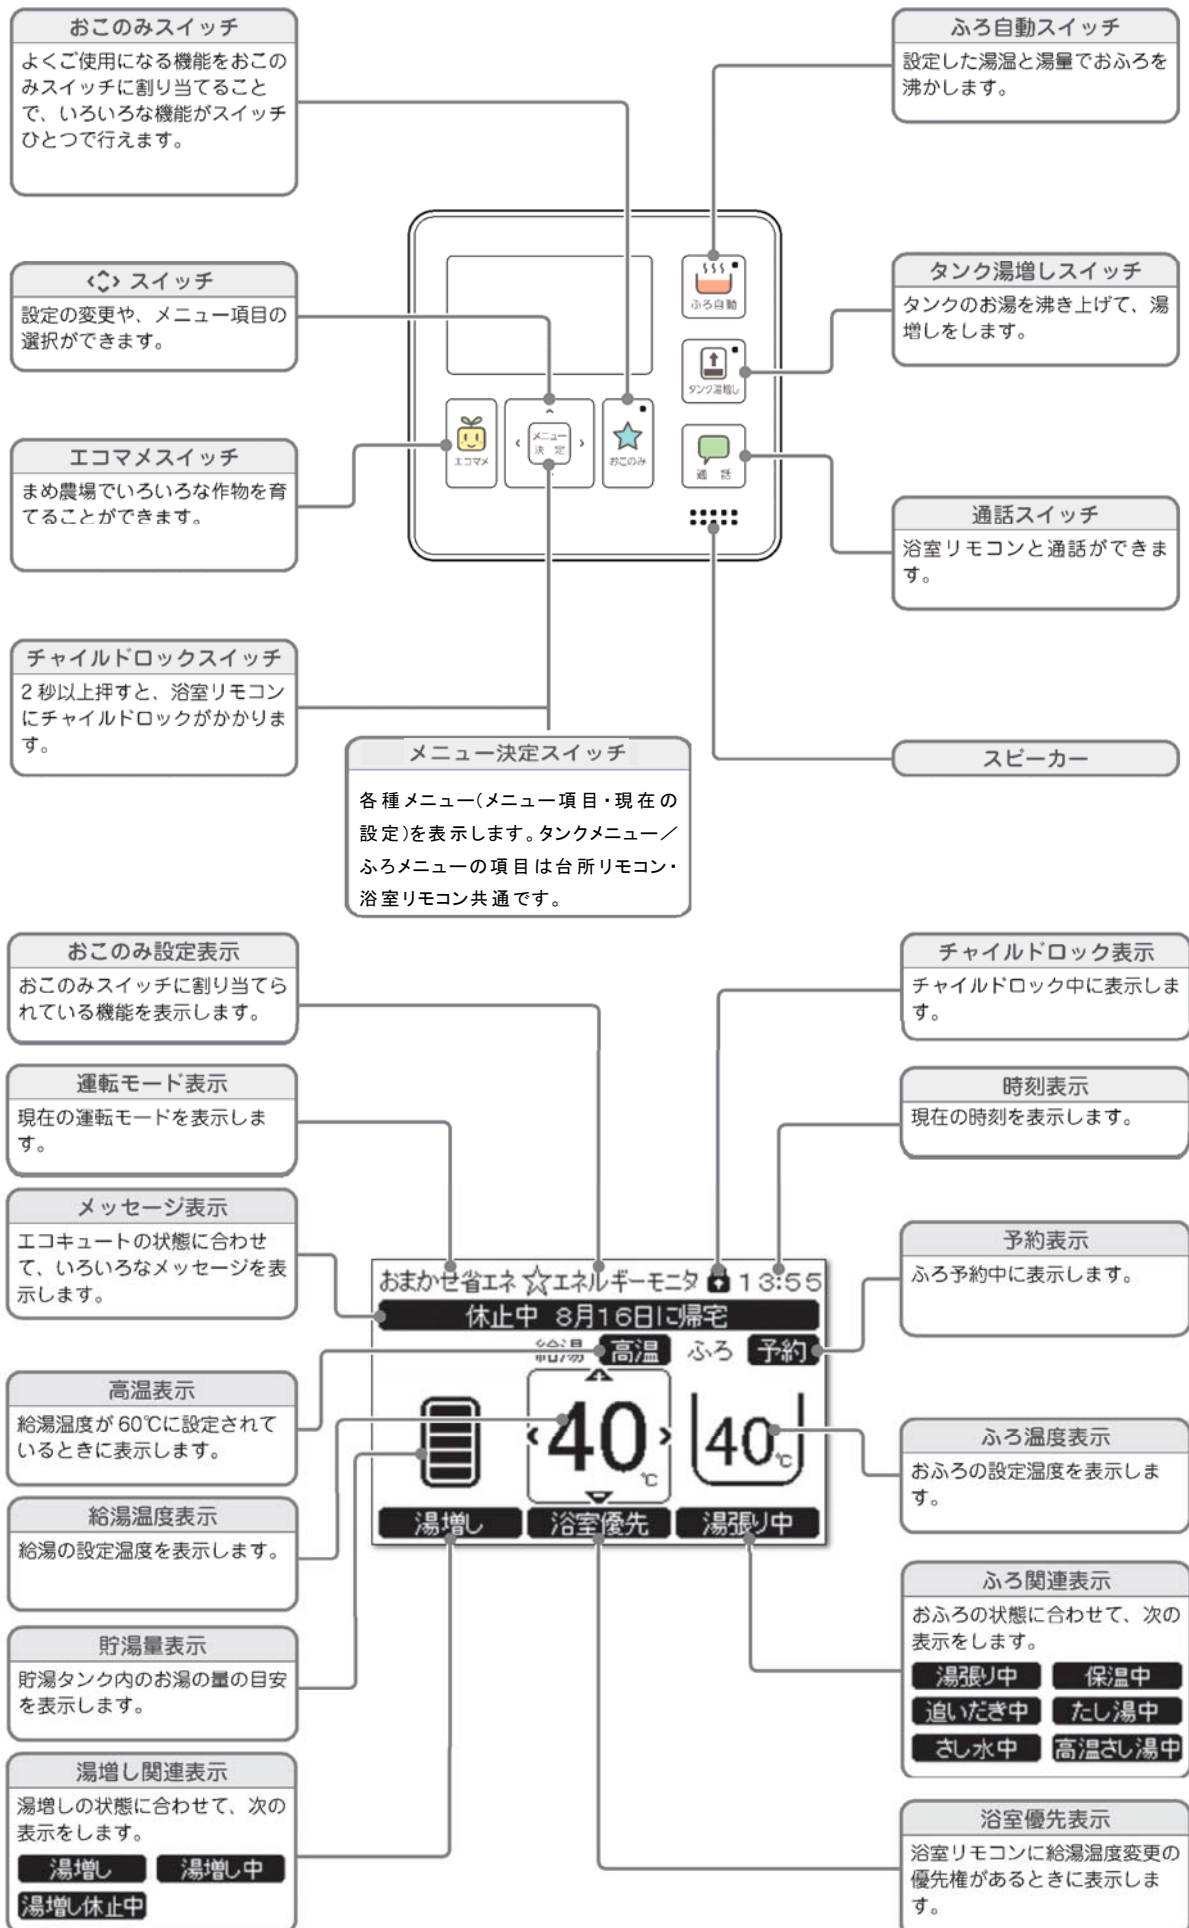 おこのみスイッチ
よくご使用になる機能をおこの
みスイッチに割り当てること
で、いろいろな機能がスイッチ
ひとつで行えます。
スイッチ
設定の変更や、メニュー項目の
選択ができます。
エコマメスイッチ
まめ農場でいろいろな作物を育
てることができます。
チャイルドロックスイッチ
2 秒以上押すと、浴室リモコン
にチャイルドロックがかかりま
す。
ふろ自動
タンク湯増し
エコマメ
メニュー
決 定
おこのみ
通 話
メニュー決定スイッチ
各種メニュー(メニュー項目・現在の
設定)を表示します。タンクメニュー/
ふろメニューの項目は台所リモコン・
浴室リモコン共通です。
ふろ自動スイッチ
設定した湯温と湯量でおふろを
沸かします。
タンク湯増しスイッチ
タンクのお湯を沸き上げて、湯
増しをします。
通話スイッチ
浴室リモコンと通話ができま
す。
スピーカー
おこのみ設定表示
おこのみスイッチに割り当てら
れている機能を表示します。
運転モード表示
現在の運転モードを表示しま
す。
メッセージ表示
エコキュートの状態に合わせ
て、いろいろなメッセージを表
示します。
高温表示
給湯温度が 60℃に設定されて
いるときに表示します。
給湯温度表示
給湯の設定温度を表示します。
貯湯量表示
貯湯タンク内のお湯の量の目安
を表示します。
湯増し関連表示
湯増しの状態に合わせて、次の
表示をします。
湯増し 湯増し中
湯増し休止中
おまかせ省エネ ☆エネルギーモニタ 13:55
休止中 8月16日に帰宅
給湯 高温 ふろ 予約
40℃ 40℃
湯増し 浴室優先 湯張り中
チャイルドロック表示
チャイルドロック中に表示しま
す。
時刻表示
現在の時刻を表示します。
予約表示
ふろ予約中に表示します。
ふろ温度表示
おふろの設定温度を表示しま
す。
ふろ関連表示
おふろの状態に合わせて、次の
表示をします。
湯張り中 保温中
追いだき中 たし湯中
さし水中 高温さし湯中
浴室優先表示
浴室リモコンに給湯温度変更の
優先権があるときに表示しま
す。